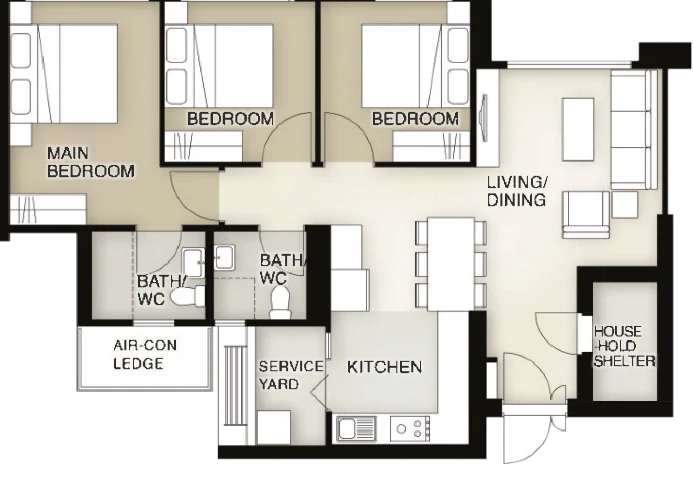 BEDROOM
BEDROOM
MAIN
BEDROOM
LIVING/
DINING
BATH/
WC
BATH/
WC
AIR-CON
LEDGE
SERVICE
YARD
KITCHEN
HOUSE
-HOLD
SHELTER